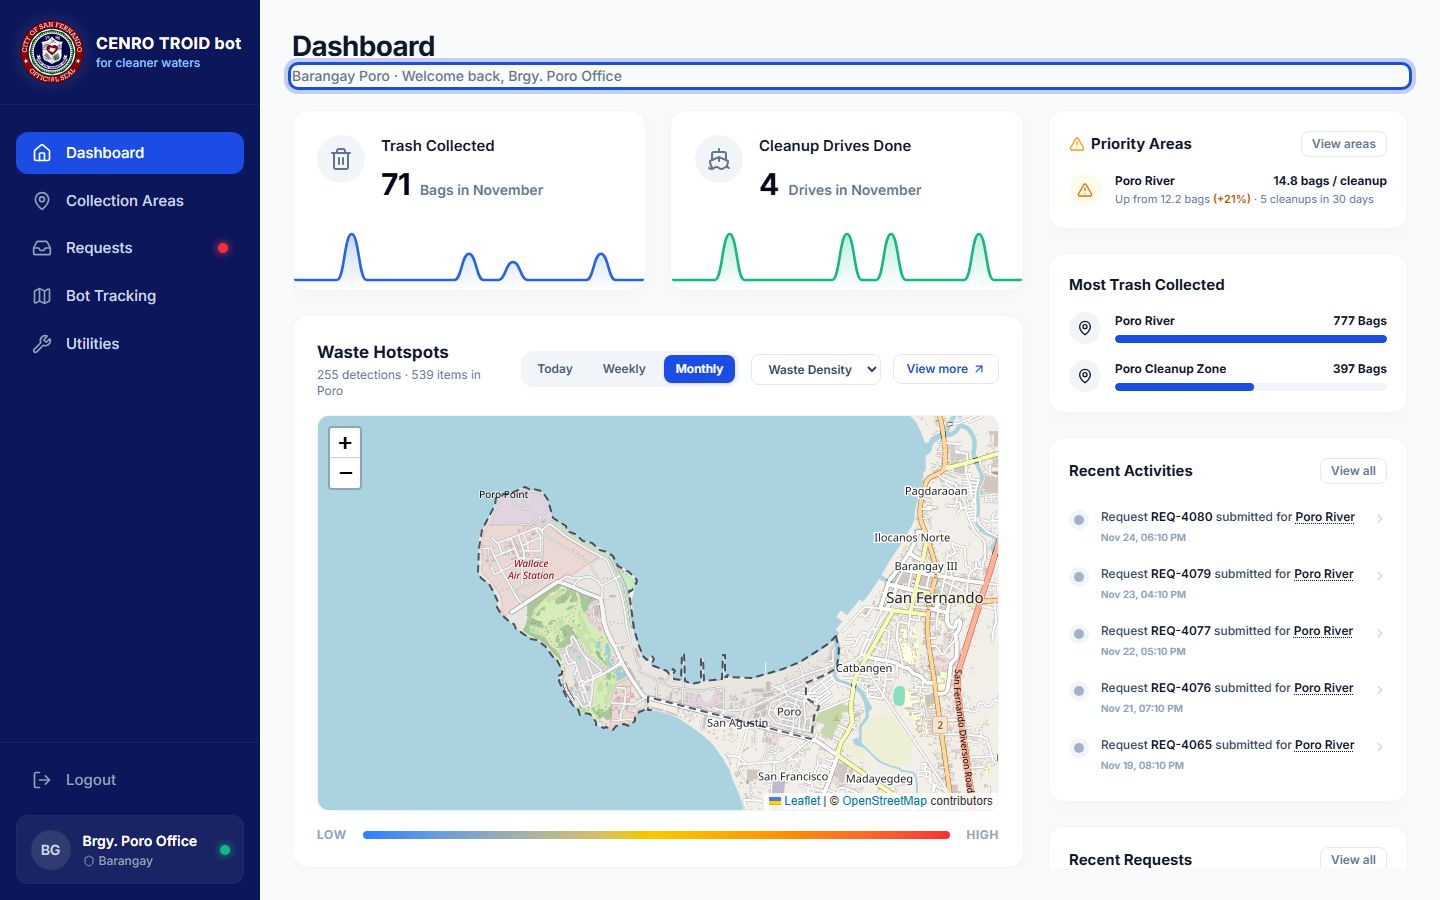 CITY OF SAN FERNANDO
OFFICIAL SEAL
CENRO TROID bot
for cleaner waters
Dashboard
Collection Areas
Requests
Bot Tracking
Utilities
Logout
BG
Brgy. Poro Office
Barangay
Dashboard
Barangay Poro · Welcome back, Brgy. Poro Office
Trash Collected
71 Bags in November
Cleanup Drives Done
4 Drives in November
Waste Hotspots
255 detections · 539 items in
Poro
Today
Weekly
Monthly
Waste Density
View more
+
−
Poro Point
Wallace
Air Station
Pagdaraoan
Ilocanos Norte
Barangay III
San Fernando
Catbangen
Poro
San Agustin
2
San Fernando Diversion Road
San Francisco
Madayegdeg
Leaflet | © OpenStreetMap contributors
LOW
HIGH
Priority Areas
View areas
Poro River
14.8 bags / cleanup
Up from 12.2 bags (+21%) · 5 cleanups in 30 days
Most Trash Collected
Poro River
777 Bags
Poro Cleanup Zone
397 Bags
Recent Activities
View all
Request REQ-4080 submitted for Poro River
Nov 24, 06:10 PM
Request REQ-4079 submitted for Poro River
Nov 23, 04:10 PM
Request REQ-4077 submitted for Poro River
Nov 22, 05:10 PM
Request REQ-4076 submitted for Poro River
Nov 21, 07:10 PM
Request REQ-4065 submitted for Poro River
Nov 19, 08:10 PM
Recent Requests
View all